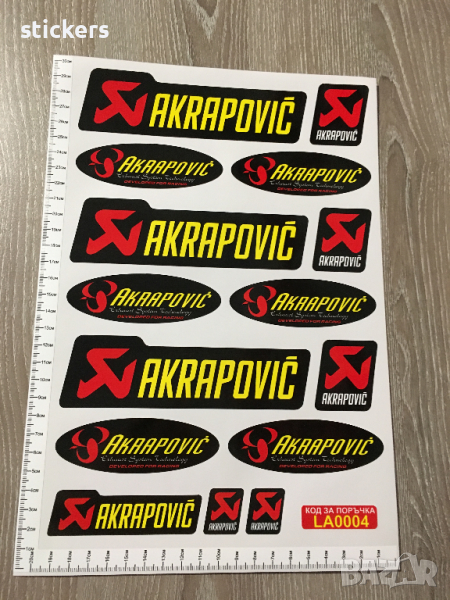 stickers
AKRAPOVIČ
AKRAPOVIČ
AKRAPOVIČ
Exhaust System Technology
DEVELOPED FOR RACING
AKRAPOVIČ
Exhaust System Technology
DEVELOPED FOR RACING
AKRAPOVIČ
AKRAPOVIČ
AKRAPOVIČ
Exhaust System Technology
DEVELOPED FOR RACING
AKRAPOVIČ
Exhaust System Technology
DEVELOPED FOR RACING
AKRAPOVIČ
AKRAPOVIČ
AKRAPOVIČ
Exhaust System Technology
DEVELOPED FOR RACING
AKRAPOVIČ
Exhaust System Technology
DEVELOPED FOR RACING
AKRAPOVIČ
AKRAPOVIČ
AKRAPOVIČ
КОД ЗА ПОРЪЧКА
LA0004
BAZAR